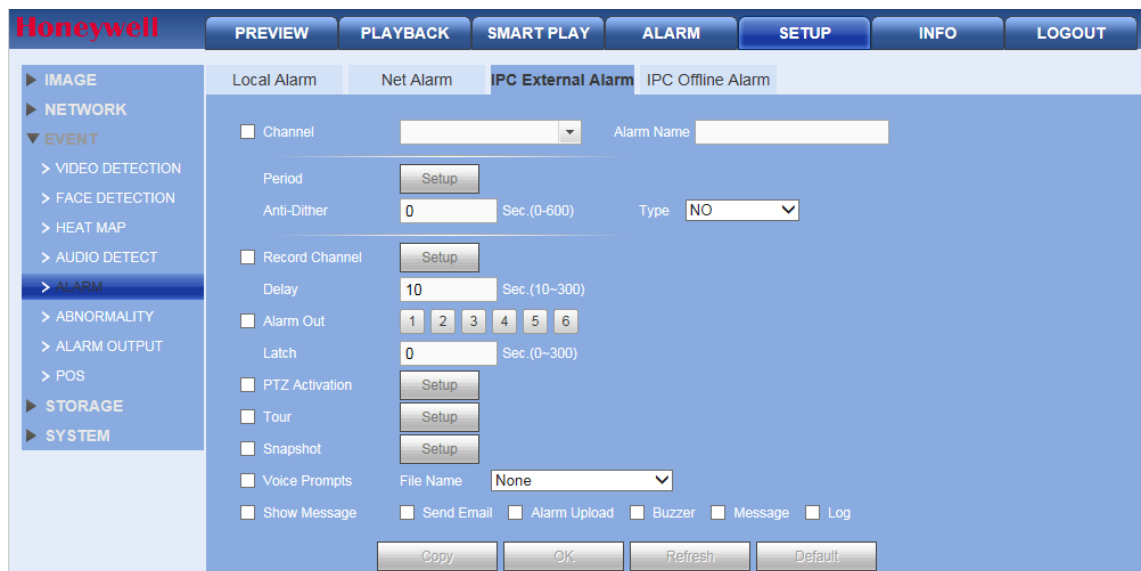 Honeywell
PREVIEW PLAYBACK SMART PLAY ALARM SETUP INFO LOGOUT
IMAGE
NETWORK
EVENT
> VIDEO DETECTION
> FACE DETECTION
> HEAT MAP
> AUDIO DETECT
> ALARM
> ABNORMALITY
> ALARM OUTPUT
> POS
STORAGE
SYSTEM
Local Alarm Net Alarm IPC External Alarm IPC Offline Alarm
Channel Alarm Name
Period Setup
Anti-Dither 0 Sec.(0-600) Type NO
Record Channel Setup
Delay 10 Sec.(10~300)
Alarm Out 1 2 3 4 5 6
Latch 0 Sec.(0~300)
PTZ Activation Setup
Tour Setup
Snapshot Setup
Voice Prompts File Name None
Show Message Send Email Alarm Upload Buzzer Message Log
Copy OK Refresh Default